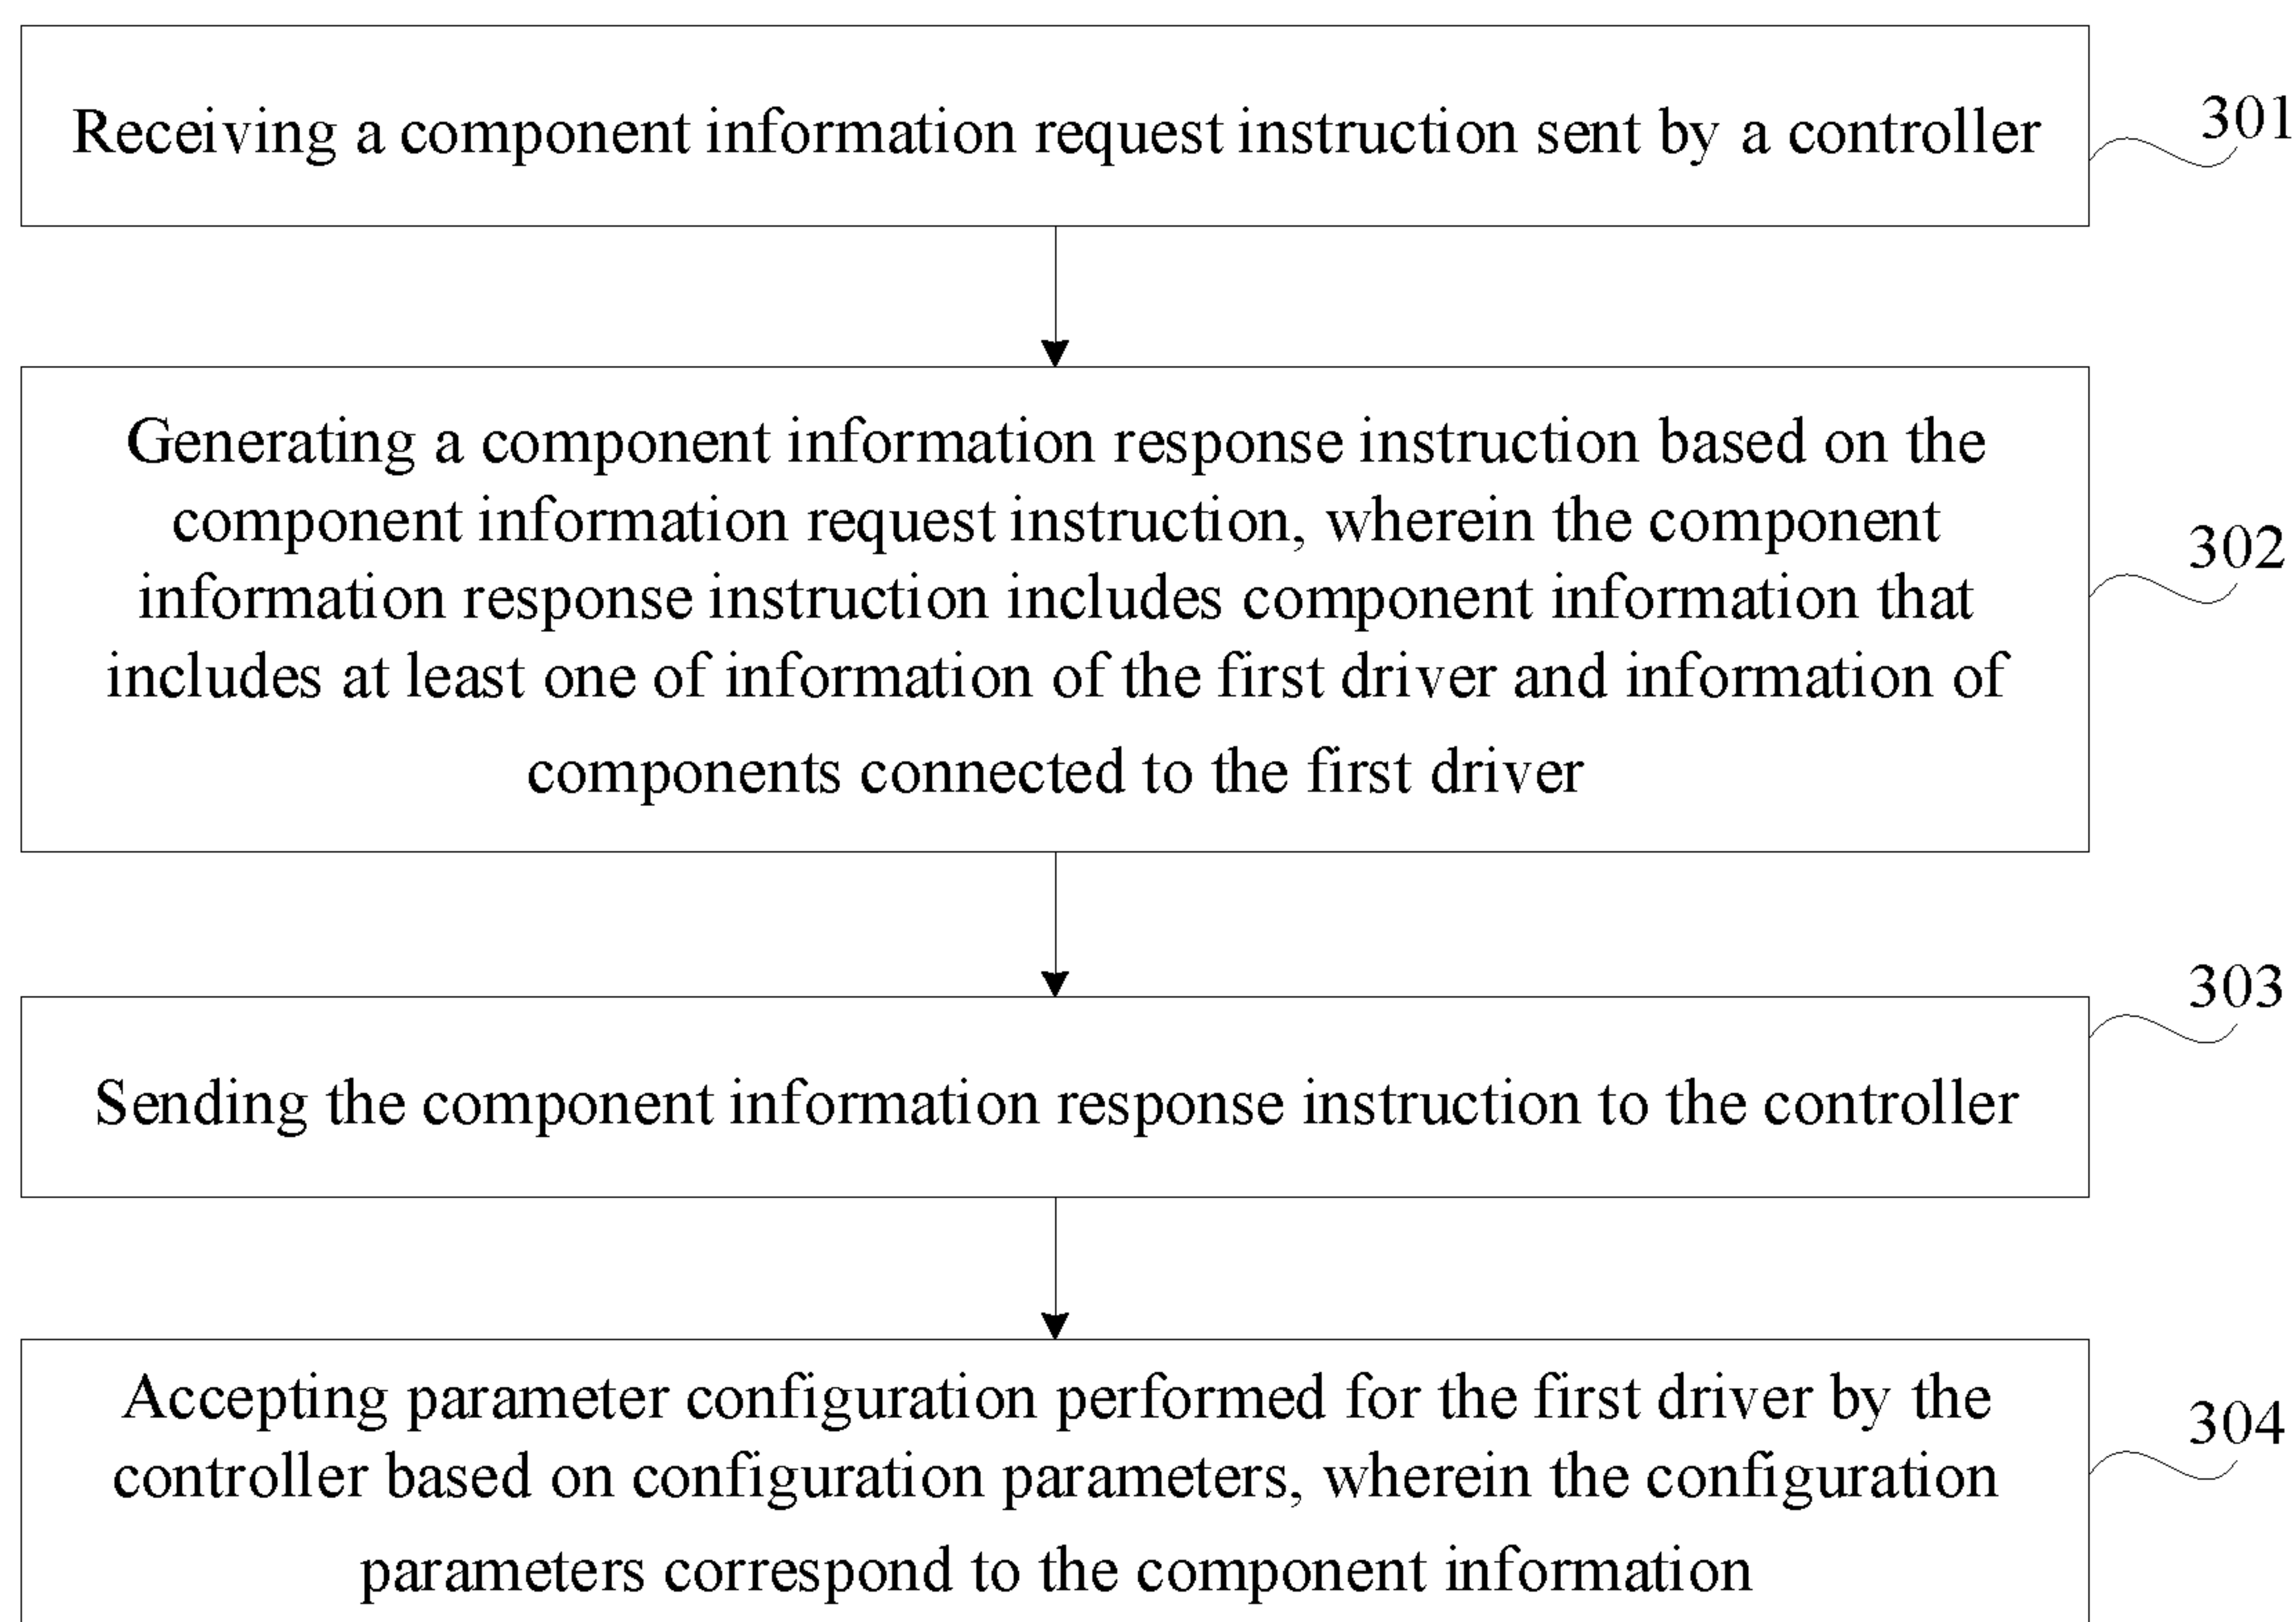 Receiving a component information request instruction sent by a controller
301
Generating a component information response instruction based on the
component information request instruction, wherein the component
information response instruction includes component information that
includes at least one of information of the first driver and information of
components connected to the first driver
302
303
Sending the component information response instruction to the controller
Accepting parameter configuration performed for the first driver by the
controller based on configuration parameters, wherein the configuration
parameters correspond to the component information
304